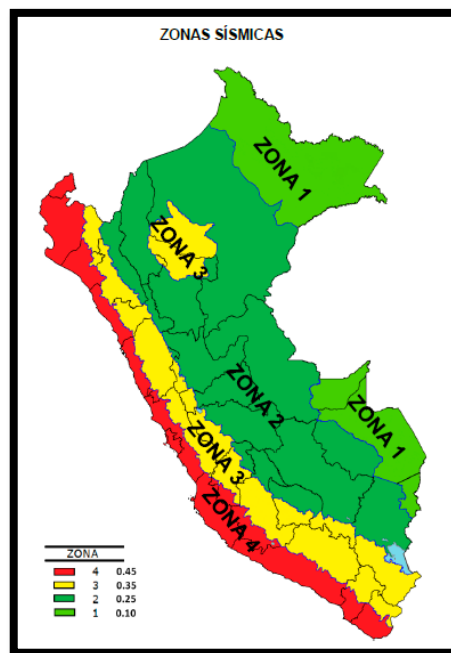 ZONAS SÍSMICAS
ZONA 1
ZONA 3
ZONA 2
ZONA 1
ZONA 3
ZONA 4
ZONA
4 0.45
3 0.35
2 0.25
1 0.10